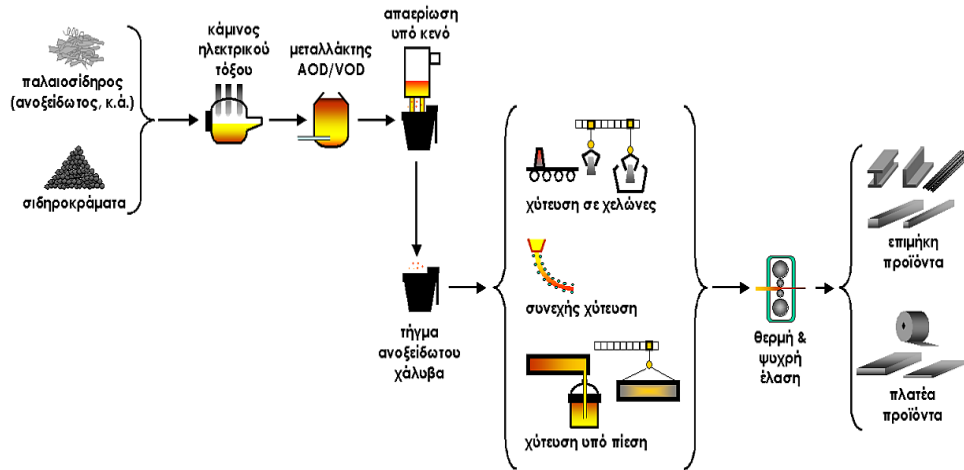 παλαιοσίδηρος
(ανοξείδωτος, κ.ά.)
σιδηροκράματα
κάμινος
ηλεκτρικού
τόξου
μεταλλάκτης
AOD/VOD
απαερίωση
υπό κενό
τήγμα
ανοξείδωτου
χάλυβα
χύτευση σε χελώνες
συνεχής χύτευση
χύτευση υπό πίεση
θερμή &
ψυχρή
έλαση
επιμήκη
προϊόντα
πλατέα
προϊόντα